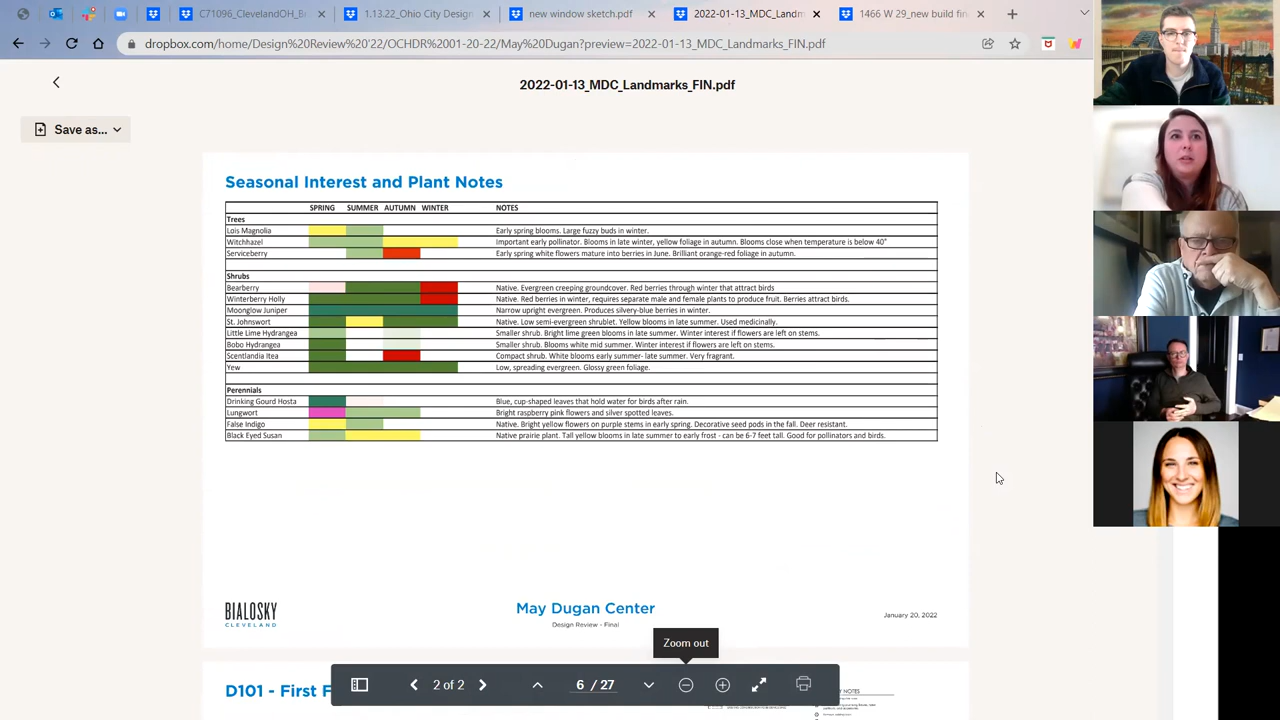 C71096_ClevelandOH_B
1.13.22_Ohio City Design
new window sketch.pdf
2022-01-13_MDC_Landm
1466 W 29_new build fin
dropbox.com/home/Design%20Review%20'22/OCHDR%20
/May%20Dugan?preview=2022-01-13_MDC_Landmarks_FIN.pdf
2022-01-13_MDC_Landmarks_FIN.pdf
Save as...
Seasonal Interest and Plant Notes
SPRING SUMMER AUTUMN WINTER NOTES
Trees
Lois Magnolia Early spring blooms. Large fuzzy buds in winter.
Witchhazel Important early pollinator. Blooms in late winter, yellow foliage in autumn. Blooms close when temperature is below 40°
Serviceberry Early spring white flowers mature into berries in June. Brilliant orange-red foliage in autumn.
Shrubs
Bearberry Native. Evergreen creeping groundcover. Red berries through winter that attract birds
Winterberry Holly Native. Red berries in winter, requires separate male and female plants to produce fruit. Berries attract birds.
Moonglow Juniper Narrow upright evergreen. Produces silvery-blue berries in winter.
St. Johnswort Native. Low semi-evergreen shrublet. Yellow blooms in late summer. Used medicinally.
Little Lime Hydrangea Smaller shrub. Bright lime green blooms in late summer. Winter interest if flowers are left on stems.
Bobo Hydrangea Smaller shrub. Blooms white mid summer. Winter interest if flowers are left on stems.
Scentlandia Itea Compact shrub. White blooms early summer- late summer. Very fragrant.
Yew Low, spreading evergreen. Glossy green foliage.
Perennials
Drinking Gourd Hosta Blue, cup-shaped leaves that hold water for birds after rain.
Lungwort Bright raspberry pink flowers and silver spotted leaves.
False Indigo Native. Bright yellow flowers on purple stems in early spring. Decorative seed pods in the fall. Deer resistant.
Black Eyed Susan Native prairie plant. Tall yellow blooms in late summer to early frost - can be 6-7 feet tall. Good for pollinators and birds.
BIALOSKY
CLEVELAND
May Dugan Center
Design Review - Final
January 20, 2022
Zoom out
2 of 2
6 / 27
D101 - First F
Y NOTES